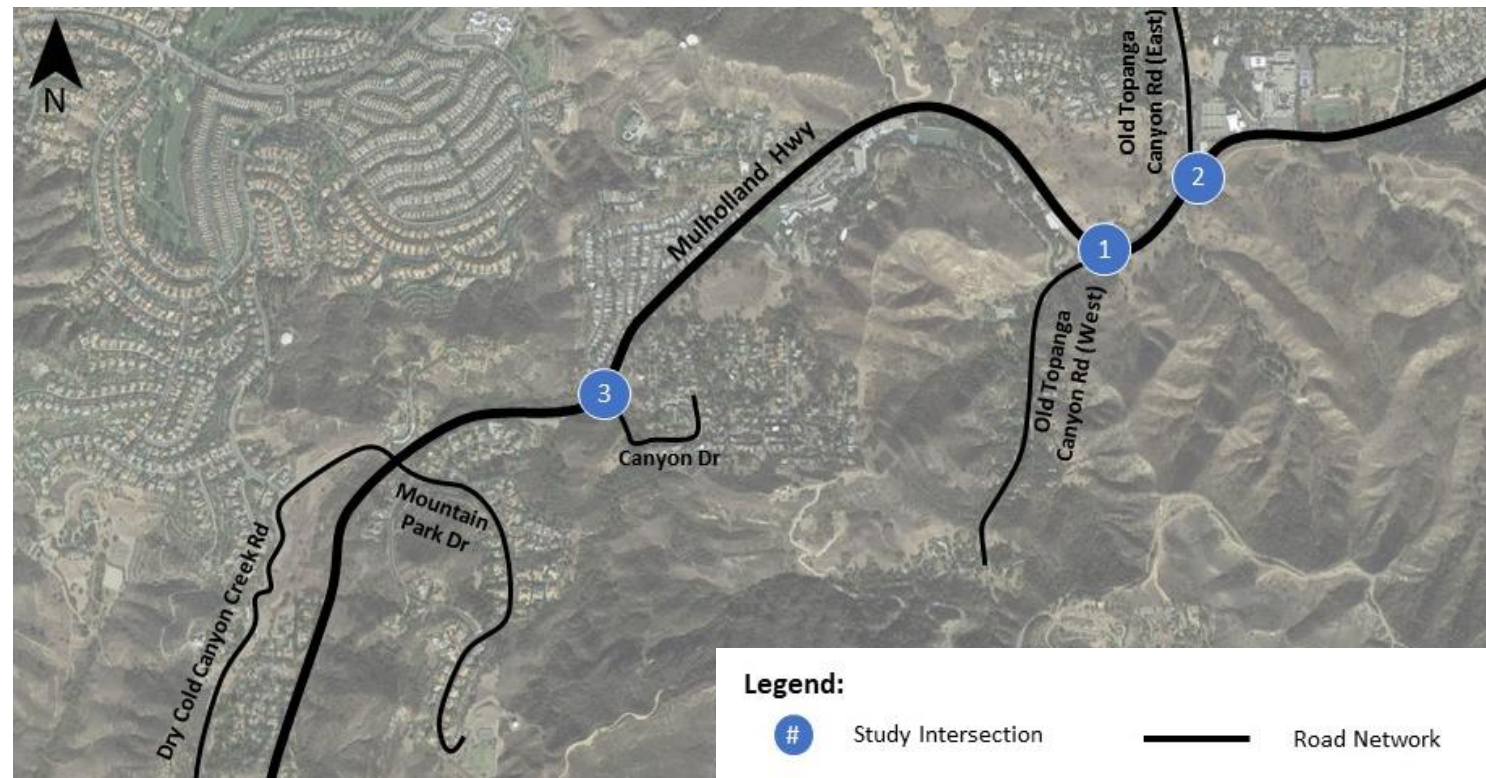 N
Old Topanga
Canyon Rd (East)
2
Mulholland Hwy
1
Old Topanga
Canyon Rd (West)
3
Canyon Dr
Mountain
Park Dr
Dry Cold Canyon Creek Rd
Legend:
# Study Intersection
Road Network